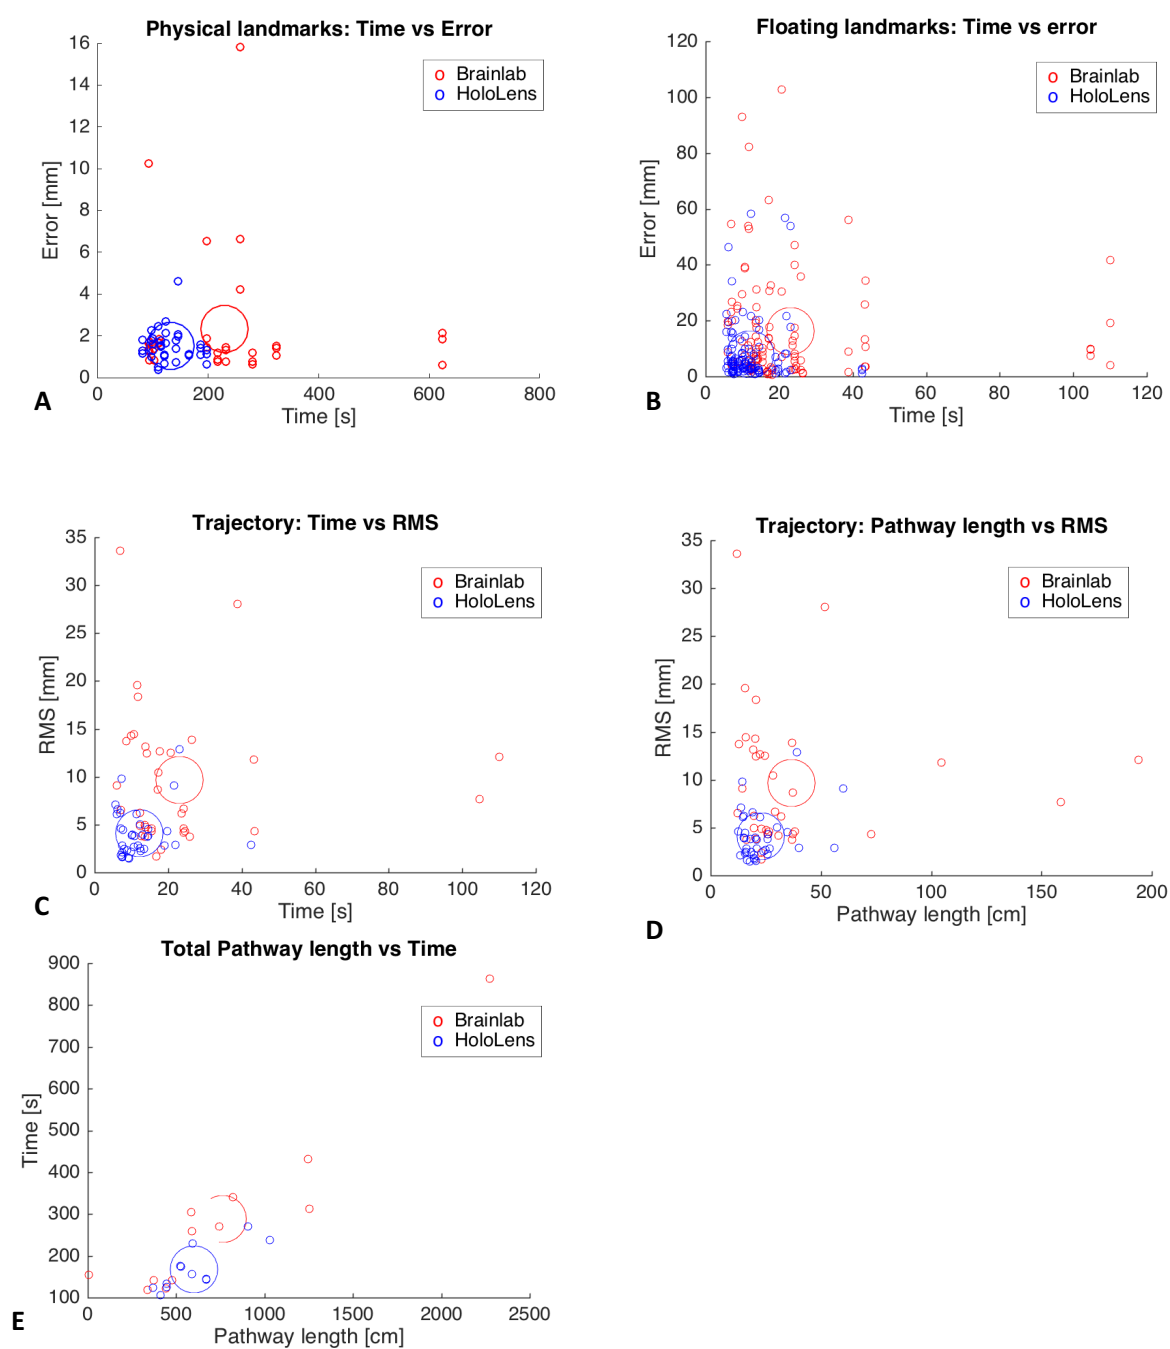 Physical landmarks: Time vs Error
16
14
12
10
8
6
4
2
0
Error [mm]
Brainlab
HoloLens
0 200 400 600 800
Time [s]
A
Floating landmarks: Time vs error
120
100
80
60
40
20
0
Error [mm]
Brainlab
HoloLens
0 20 40 60 80 100 120
Time [s]
B
Trajectory: Time vs RMS
35
30
25
20
15
10
5
0
RMS [mm]
Brainlab
HoloLens
0 20 40 60 80 100 120
Time [s]
C
Trajectory: Pathway length vs RMS
35
30
25
20
15
10
5
0
RMS [mm]
Brainlab
HoloLens
0 50 100 150 200
Pathway length [cm]
D
Total Pathway length vs Time
900
800
700
600
500
400
300
200
100
Time [s]
Brainlab
HoloLens
0 500 1000 1500 2000 2500
Pathway length [cm]
E